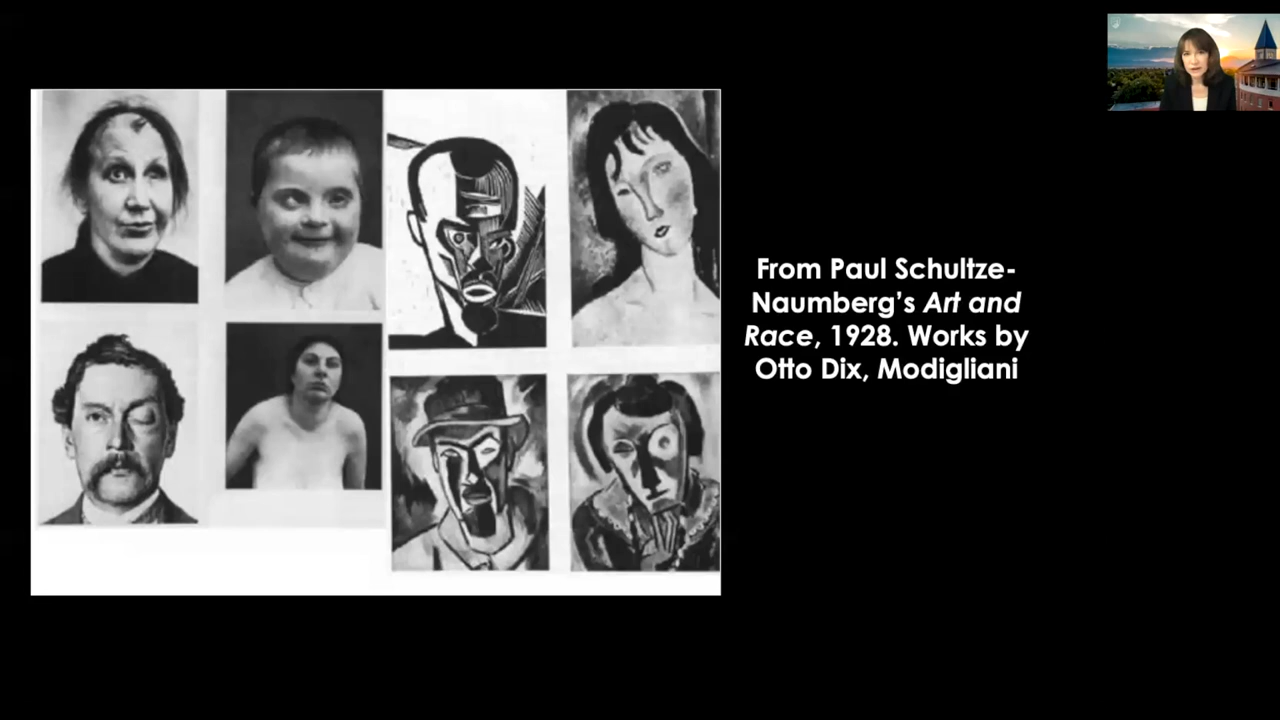 From Paul Schultze-
Naumberg’s Art and
Race, 1928. Works by
Otto Dix, Modigliani